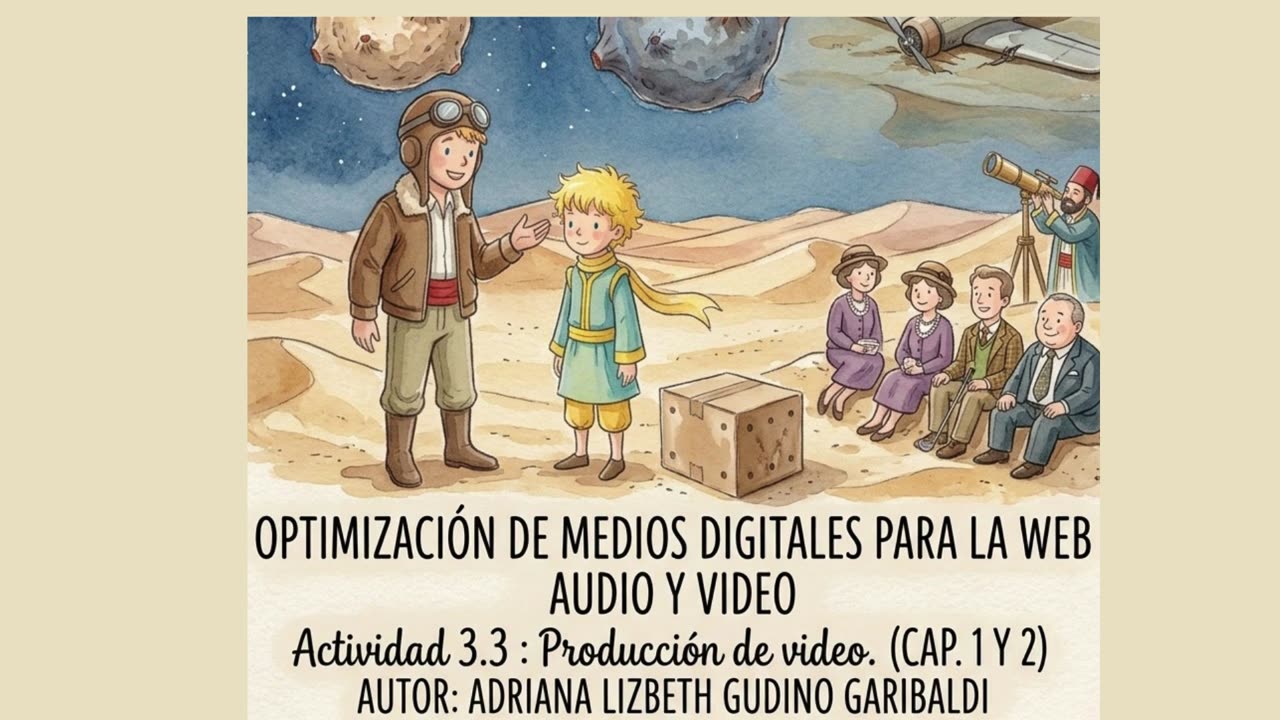 OPTIMIZACIÓN DE MEDIOS DIGITALES PARA LA WEB
AUDIO Y VIDEO
Actividad 3.3 : Producción de video. (CAP. 1 Y 2)
AUTOR: ADRIANA LIZBETH GUDINO GARIBALDI